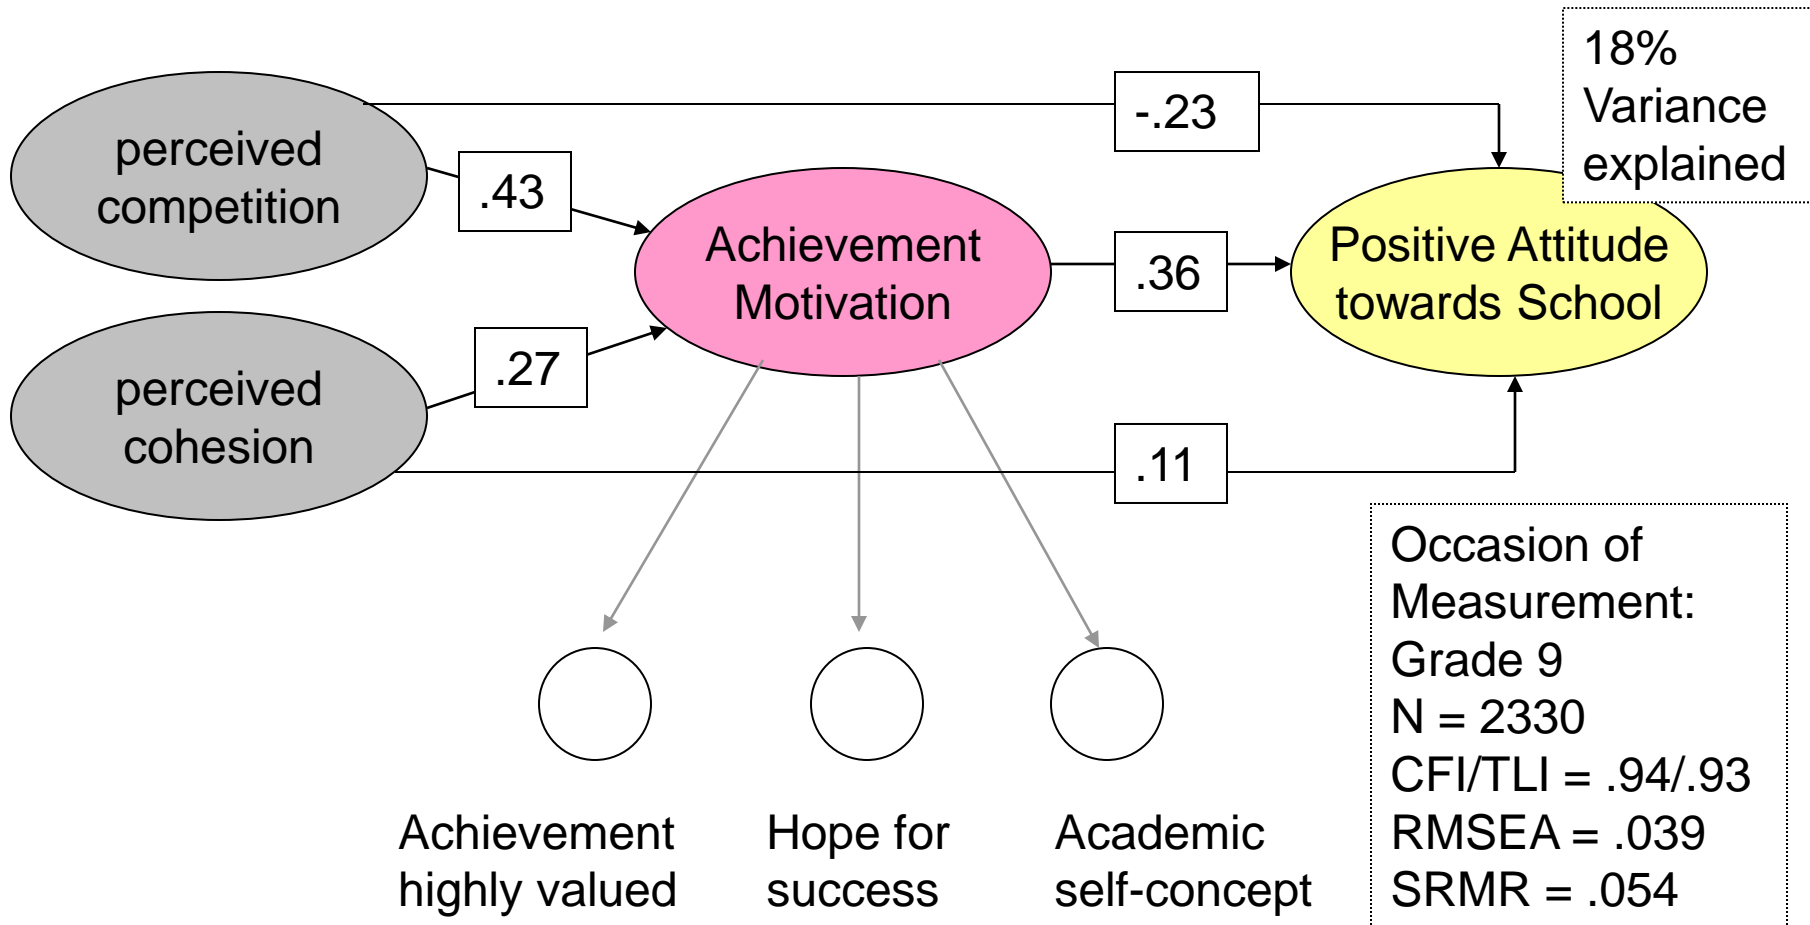 18%
Variance
explained
perceived
competition
-.23
.43
Achievement
Motivation
.36
Positive Attitude
towards School
perceived
cohesion
.27
.11
Occasion of
Measurement:
Grade 9
N = 2330
CFI/TLI = .94/.93
RMSEA = .039
SRMR = .054
Achievement
highly valued
Hope for
success
Academic
self-concept